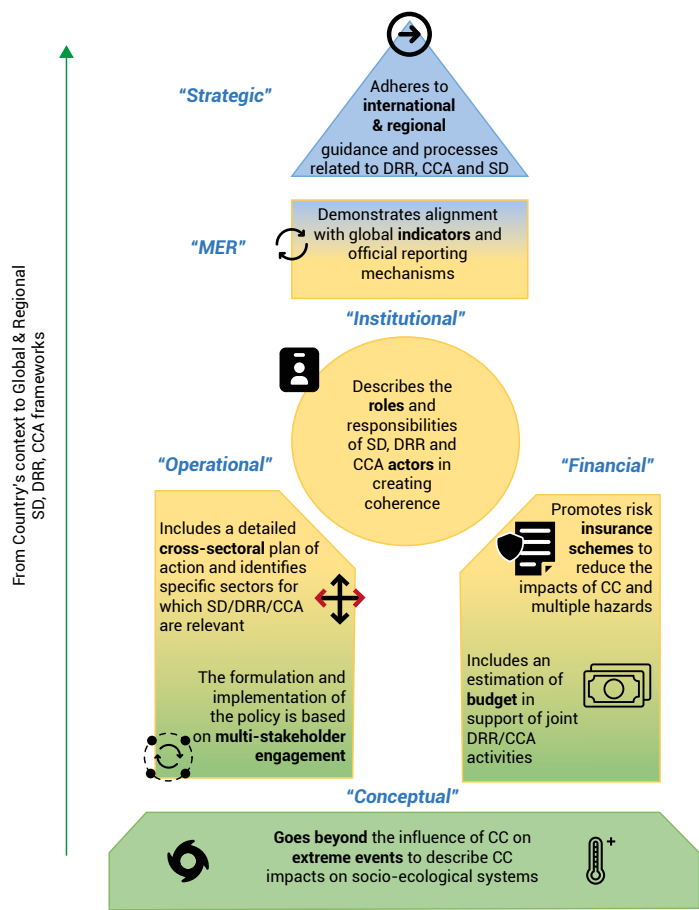 “Strategic”
Adheres to
international
& regional
guidance and processes
related to DRR, CCA and SD
“MER”
Demonstrates alignment
with global indicators and
official reporting
mechanisms
“Institutional”
Describes the
roles and
responsibilities
of SD, DRR and
CCA actors in
creating
coherence
“Operational”
Includes a detailed
cross-sectoral plan of
action and identifies
specific sectors for
which SD/DRR/CCA
are relevant
The formulation and
implementation of
the policy is based
on multi-stakeholder
engagement
“Financial”
Promotes risk
insurance
schemes to
reduce the
impacts of CC and
multiple hazards
Includes an
estimation of
budget in
support of joint
DRR/CCA
activities
“Conceptual”
Goes beyond the influence of CC on
extreme events to describe CC
impacts on socio-ecological systems
From Country's context to Global & Regional
SD, DRR, CCA frameworks